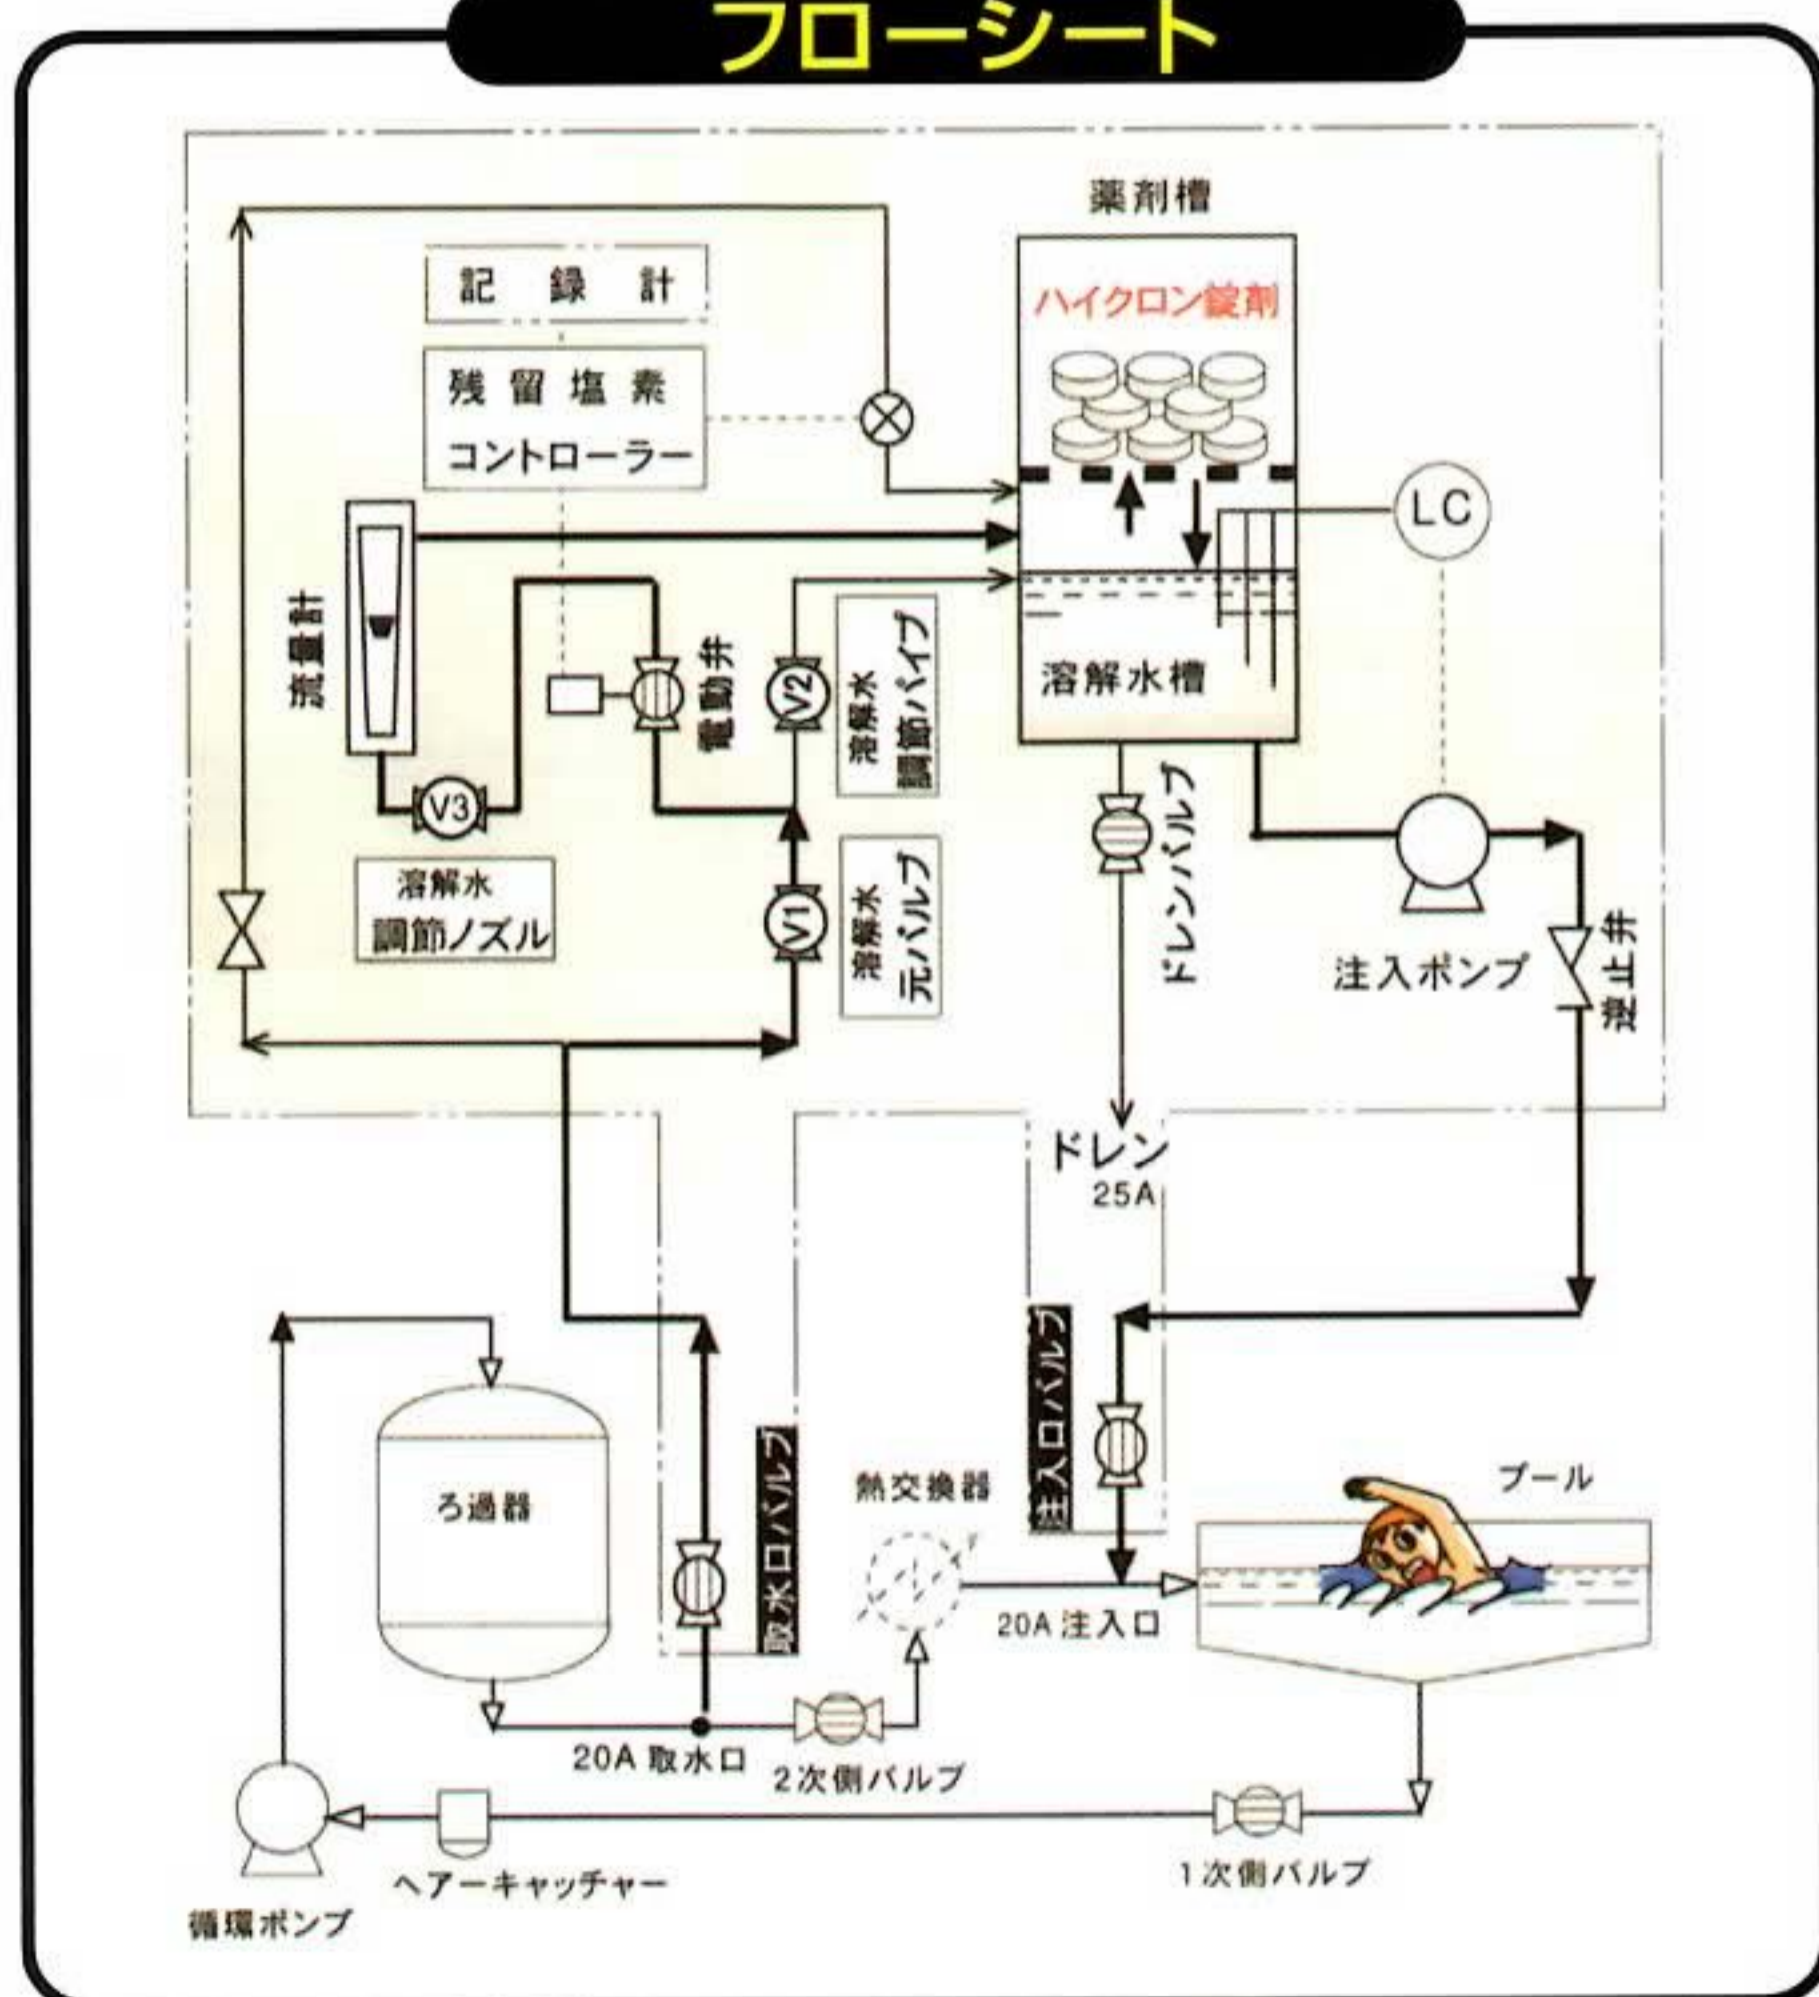 フローシート
薬剤槽
記録計
ハイクロン錠剤
残留塩素
コントローラー
LC
流量計
電動弁
V2
溶解水
調節パイプ
溶解水槽
V3
溶解水
調節ノズル
V1
溶解水
元バルブ
ドレンバルブ
注入ポンプ
逆止弁
ドレン
25A
注入口バルブ
取水口バルブ
ろ過器
熱交換器
プール
20A 注入口
20A 取水口
2次側バルブ
1次側バルブ
ヘアーキャッチャー
循環ポンプ